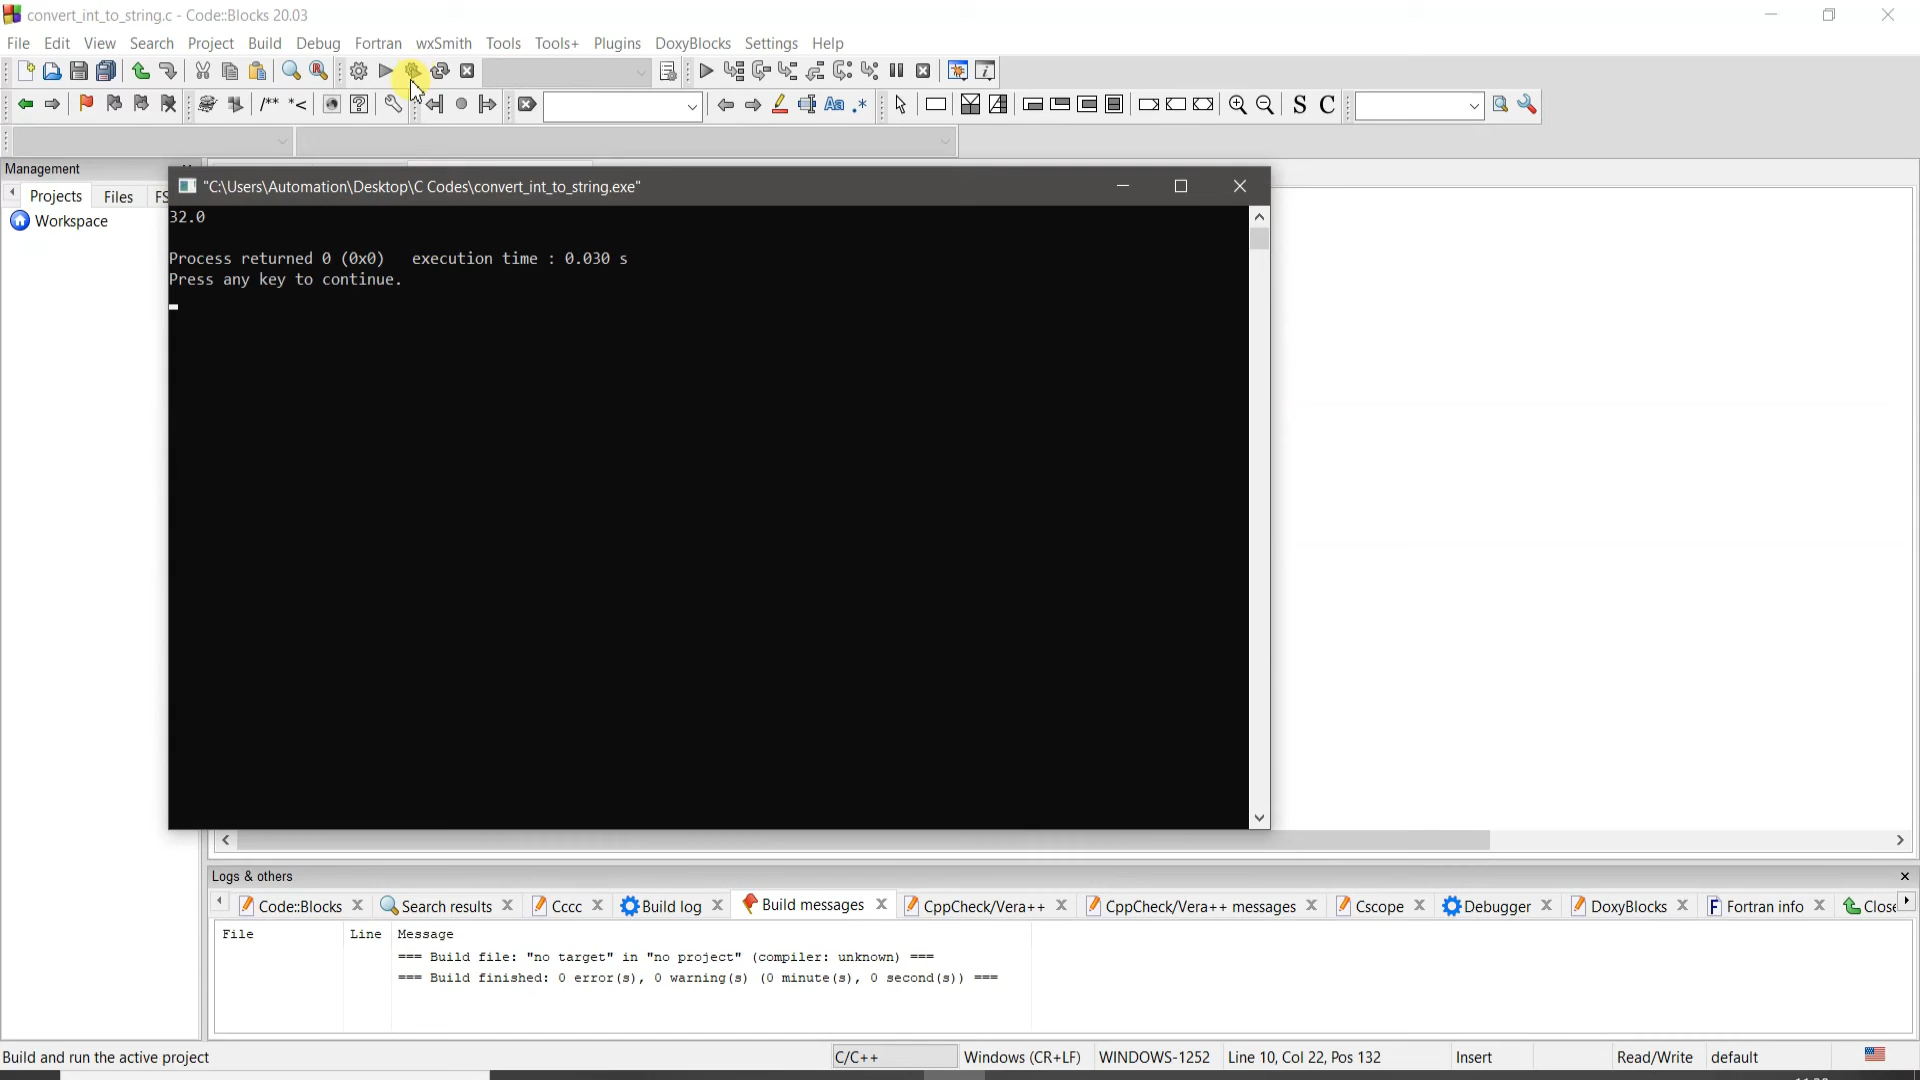 convert_int_to_string.c - Code::Blocks 20.03
File Edit View Search Project Build Debug Fortran wxSmith Tools Tools+ Plugins DoxyBlocks Settings Help
/** *< Aa .* S C
Management
Projects Files FS
Workspace
"C:\Users\Automation\Desktop\C Codes\convert_int_to_string.exe"
32.0
Process returned 0 (0x0) execution time : 0.030 s
Press any key to continue.
Logs & others
Code::Blocks Search results Cccc Build log Build messages CppCheck/Vera++ CppCheck/Vera++ messages Cscope Debugger DoxyBlocks Fortran info Close
File Line Message
=== Build file: "no target" in "no project" (compiler: unknown) ===
=== Build finished: 0 error(s), 0 warning(s) (0 minute(s), 0 second(s)) ===
Build and run the active project C/C++ Windows (CR+LF) WINDOWS-1252 Line 10, Col 22, Pos 132 Insert Read/Write default